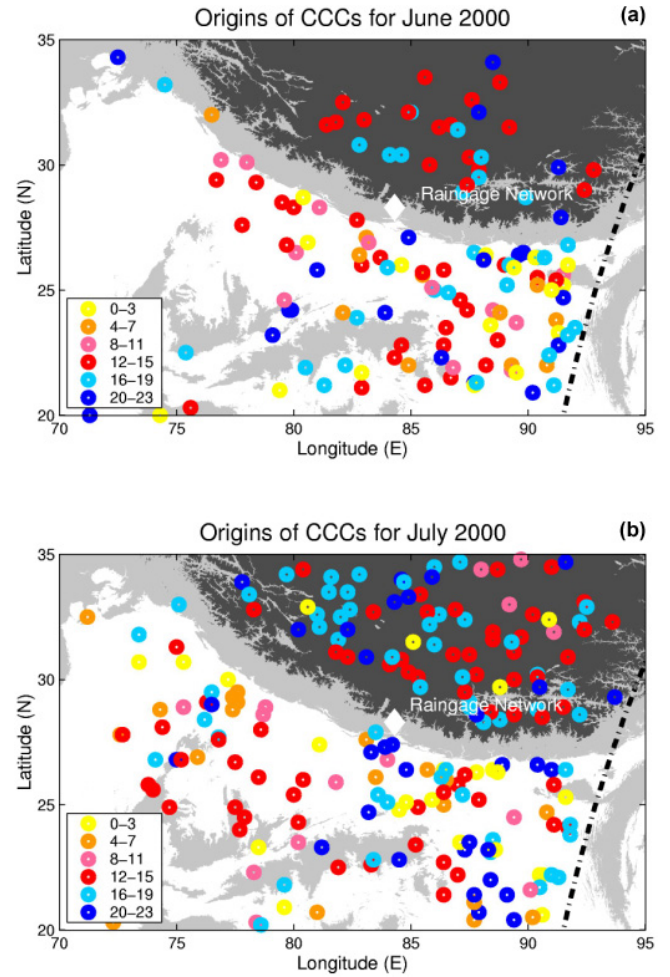 Origins of CCCs for June 2000
(a)
35
30
25
20
Latitude (N)
Raingage Network
0–3
4–7
8–11
12–15
16–19
20–23
70 75 80 85 90 95
Longitude (E)
Origins of CCCs for July 2000
(b)
35
30
25
20
Latitude (N)
Raingage Network
0–3
4–7
8–11
12–15
16–19
20–23
70 75 80 85 90 95
Longitude (E)